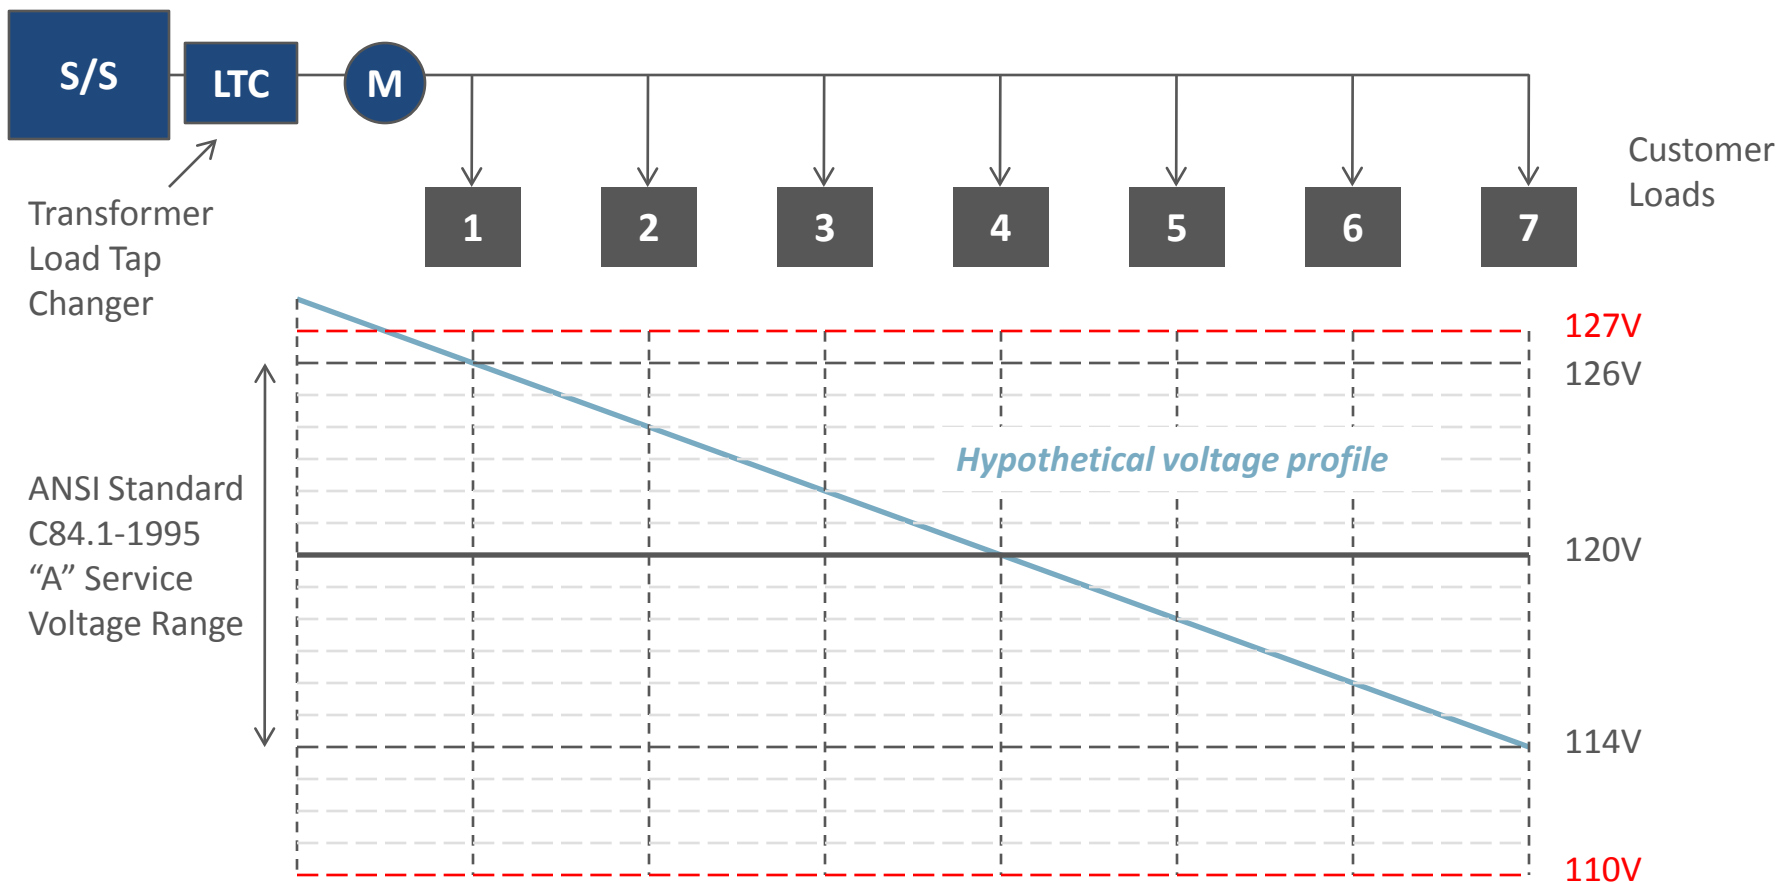 S/S
LTC
M
Customer
Loads
Transformer
Load Tap
Changer
1
2
3
4
5
6
7
127V
126V
Hypothetical voltage profile
ANSI Standard
C84.1-1995
“A” Service
Voltage Range
120V
114V
110V